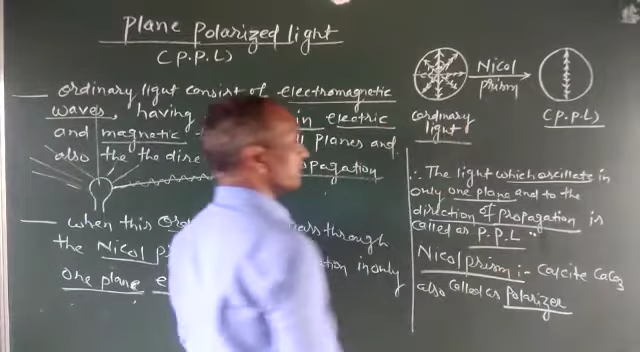 Plane Polarized light
(P.P.L)
ordinary light consist of electromagnetic
waves, having in electric
and magnetic planes and
also the the dire propagation
when this through
the Nicol in only
one plane
Nicol
prism
ordinary
light
(P.P.L)
∴ The light which oscillate in
only one plane and to the
direction of propagation is
called as P.P.L.
Nicol prism :- Calcite CaCO3
also called as Polarizer